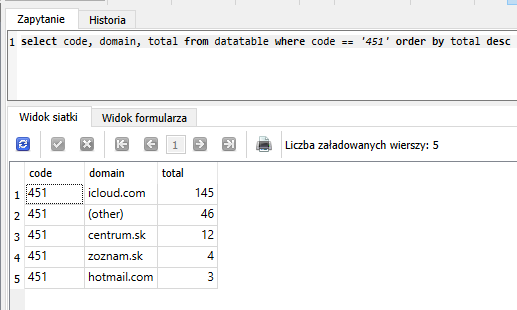 Zapytanie Historia
1 select code, domain, total from datatable where code == '451' order by total desc
Widok siatki Widok formularza
1 Liczba załadowanych wierszy: 5
code domain total
1 451 icloud.com 145
2 451 (other) 46
3 451 centrum.sk 12
4 451 zoznam.sk 4
5 451 hotmail.com 3